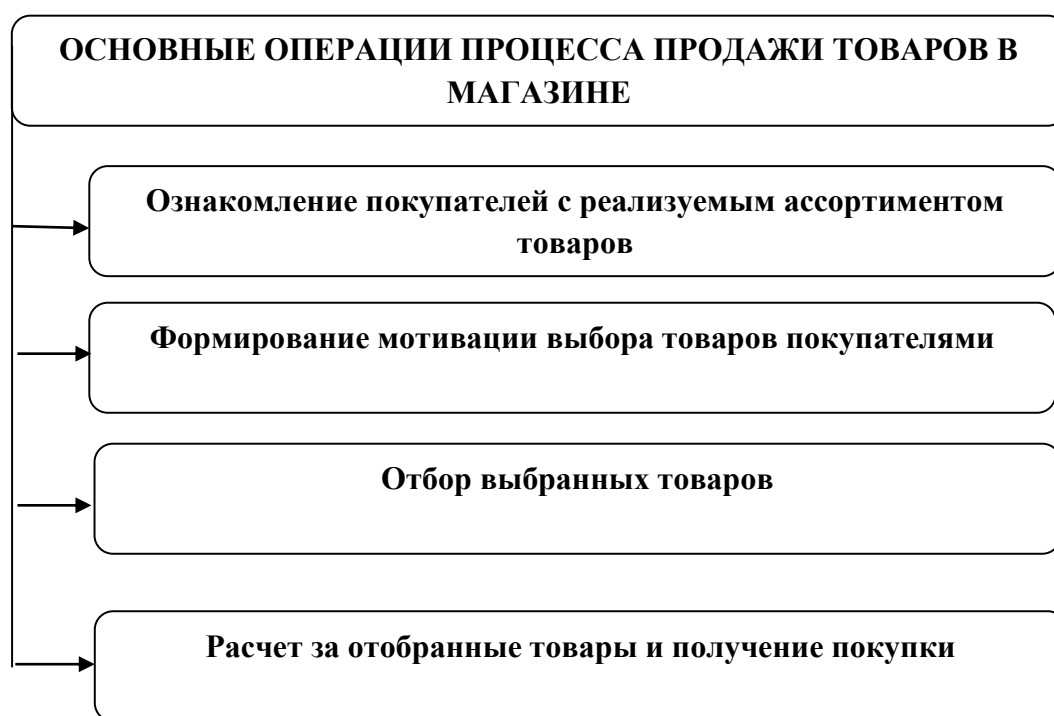 ОСНОВНЫЕ ОПЕРАЦИИ ПРОЦЕССА ПРОДАЖИ ТОВАРОВ В
МАГАЗИНЕ
Ознакомление покупателей с реализуемым ассортиментом
товаров
Формирование мотивации выбора товаров покупателями
Отбор выбранных товаров
Расчет за отобранные товары и получение покупки